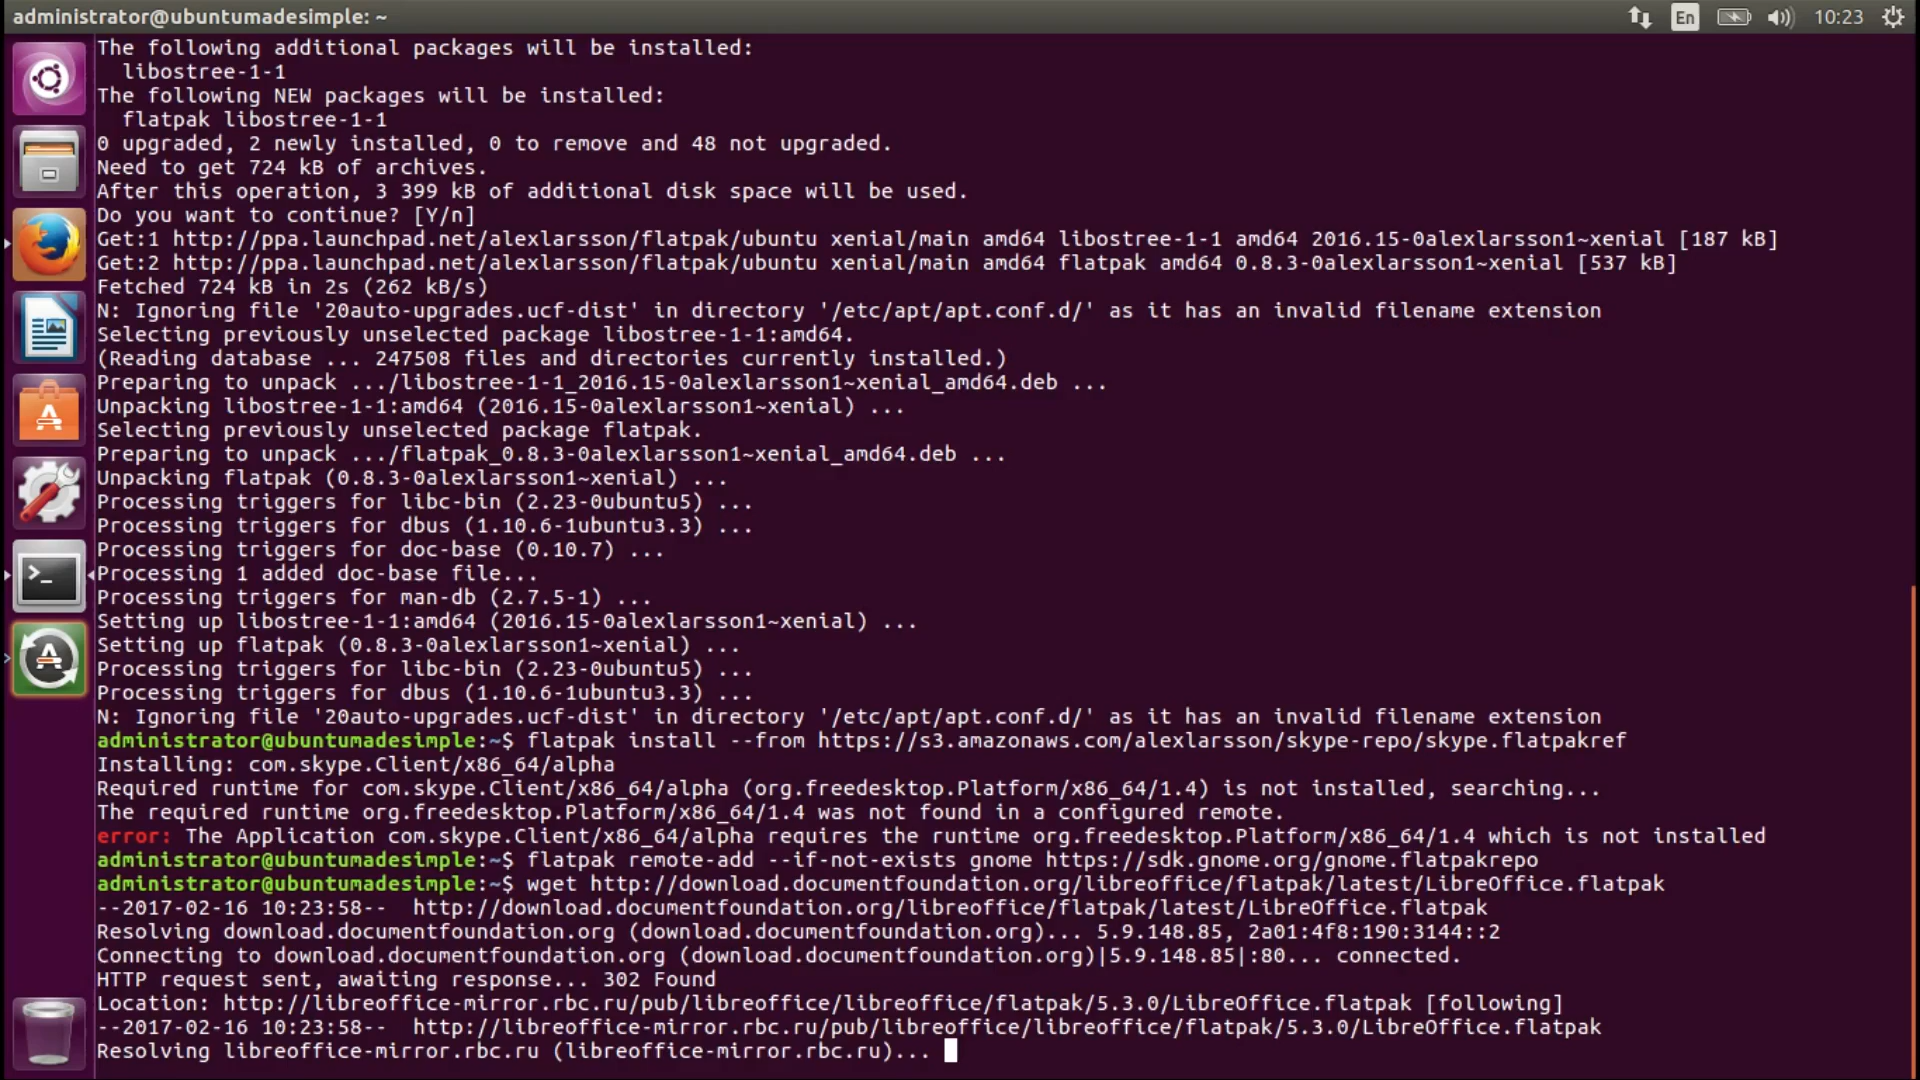 administrator@ubuntumadesimple: ~
En
10:23
The following additional packages will be installed:
  libostree-1-1
The following NEW packages will be installed:
  flatpak libostree-1-1
0 upgraded, 2 newly installed, 0 to remove and 48 not upgraded.
Need to get 724 kB of archives.
After this operation, 3 399 kB of additional disk space will be used.
Do you want to continue? [Y/n]
Get:1 http://ppa.launchpad.net/alexlarsson/flatpak/ubuntu xenial/main amd64 libostree-1-1 amd64 2016.15-0alexlarsson1~xenial [187 kB]
Get:2 http://ppa.launchpad.net/alexlarsson/flatpak/ubuntu xenial/main amd64 flatpak amd64 0.8.3-0alexlarsson1~xenial [537 kB]
Fetched 724 kB in 2s (262 kB/s)
N: Ignoring file '20auto-upgrades.ucf-dist' in directory '/etc/apt/apt.conf.d/' as it has an invalid filename extension
Selecting previously unselected package libostree-1-1:amd64.
(Reading database ... 247508 files and directories currently installed.)
Preparing to unpack .../libostree-1-1_2016.15-0alexlarsson1~xenial_amd64.deb ...
Unpacking libostree-1-1:amd64 (2016.15-0alexlarsson1~xenial) ...
Selecting previously unselected package flatpak.
Preparing to unpack .../flatpak_0.8.3-0alexlarsson1~xenial_amd64.deb ...
Unpacking flatpak (0.8.3-0alexlarsson1~xenial) ...
Processing triggers for libc-bin (2.23-0ubuntu5) ...
Processing triggers for dbus (1.10.6-1ubuntu3.3) ...
Processing triggers for doc-base (0.10.7) ...
Processing 1 added doc-base file...
Processing triggers for man-db (2.7.5-1) ...
Setting up libostree-1-1:amd64 (2016.15-0alexlarsson1~xenial) ...
Setting up flatpak (0.8.3-0alexlarsson1~xenial) ...
Processing triggers for libc-bin (2.23-0ubuntu5) ...
Processing triggers for dbus (1.10.6-1ubuntu3.3) ...
N: Ignoring file '20auto-upgrades.ucf-dist' in directory '/etc/apt/apt.conf.d/' as it has an invalid filename extension
administrator@ubuntumadesimple:~$ flatpak install --from https://s3.amazonaws.com/alexlarsson/skype-repo/skype.flatpakref
Installing: com.skype.Client/x86_64/alpha
Required runtime for com.skype.Client/x86_64/alpha (org.freedesktop.Platform/x86_64/1.4) is not installed, searching...
The required runtime org.freedesktop.Platform/x86_64/1.4 was not found in a configured remote.
error: The Application com.skype.Client/x86_64/alpha requires the runtime org.freedesktop.Platform/x86_64/1.4 which is not installed
administrator@ubuntumadesimple:~$ flatpak remote-add --if-not-exists gnome https://sdk.gnome.org/gnome.flatpakrepo
administrator@ubuntumadesimple:~$ wget http://download.documentfoundation.org/libreoffice/flatpak/latest/LibreOffice.flatpak
--2017-02-16 10:23:58--  http://download.documentfoundation.org/libreoffice/flatpak/latest/LibreOffice.flatpak
Resolving download.documentfoundation.org (download.documentfoundation.org)... 5.9.148.85, 2a01:4f8:190:3144::2
Connecting to download.documentfoundation.org (download.documentfoundation.org)|5.9.148.85|:80... connected.
HTTP request sent, awaiting response... 302 Found
Location: http://libreoffice-mirror.rbc.ru/pub/libreoffice/libreoffice/flatpak/5.3.0/LibreOffice.flatpak [following]
--2017-02-16 10:23:58--  http://libreoffice-mirror.rbc.ru/pub/libreoffice/libreoffice/flatpak/5.3.0/LibreOffice.flatpak
Resolving libreoffice-mirror.rbc.ru (libreoffice-mirror.rbc.ru)...